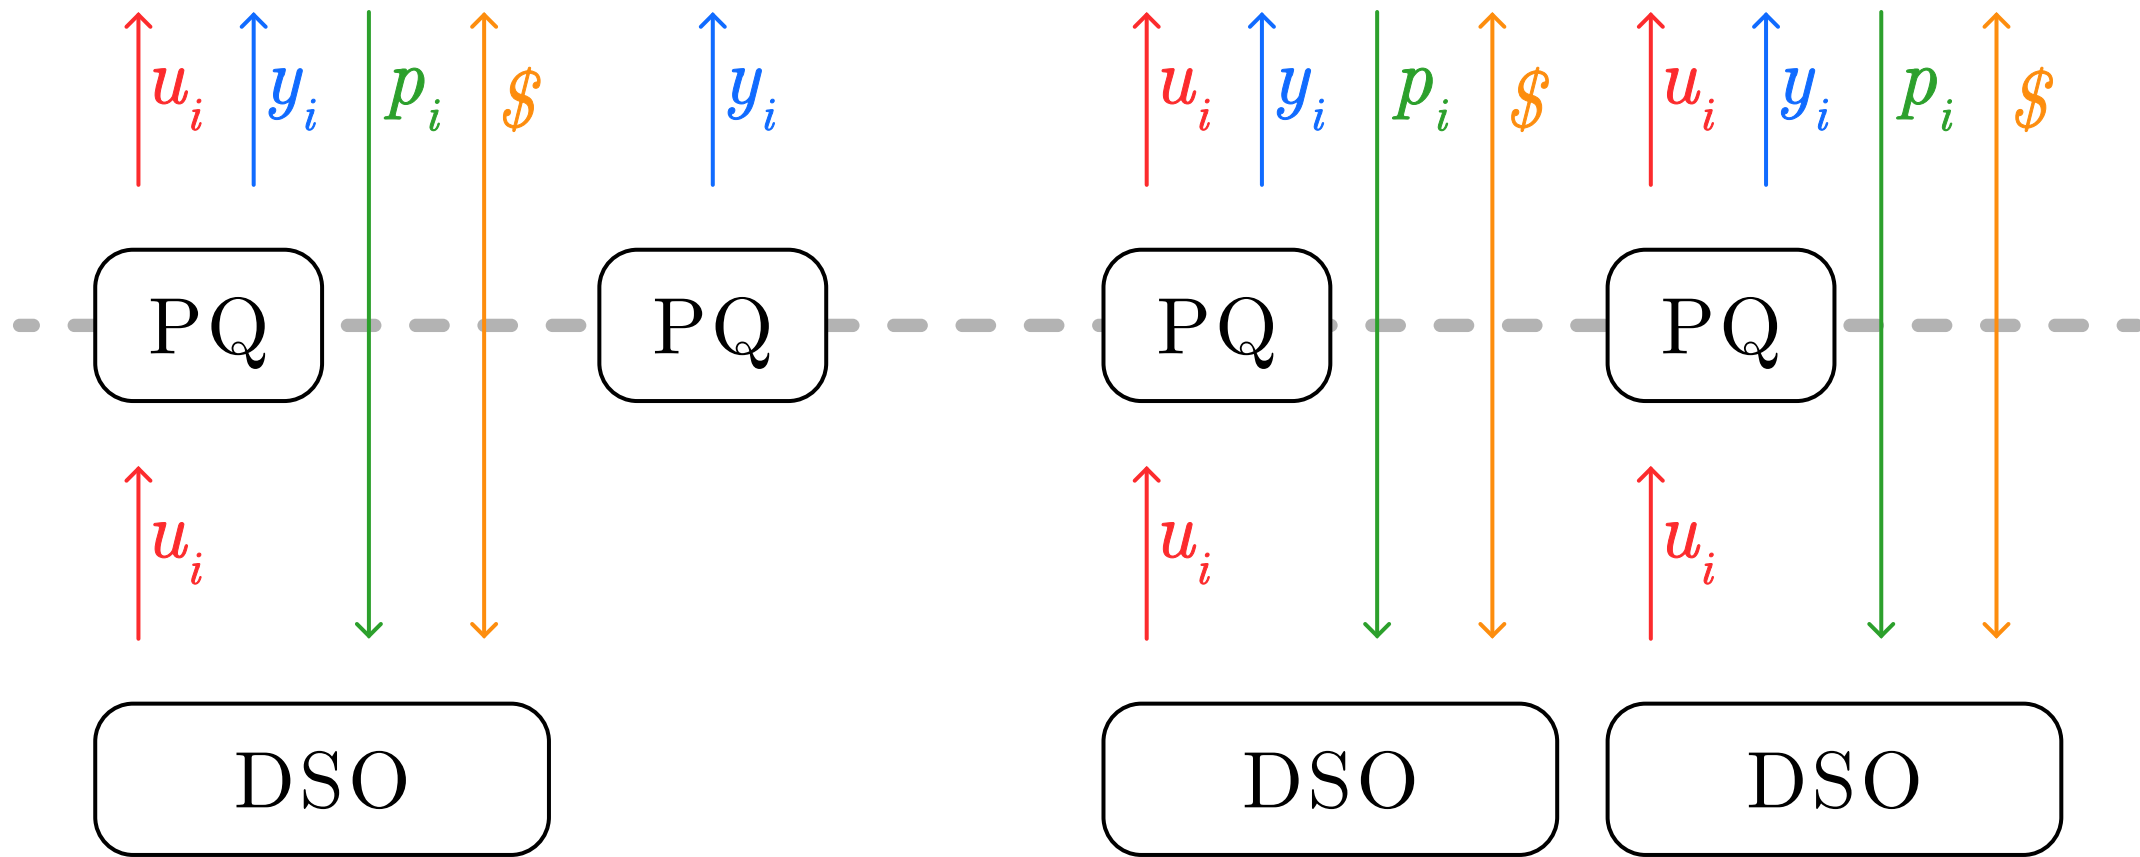 u_i y_i p_i $ y_i u_i y_i p_i $ u_i y_i p_i $
PQ PQ PQ PQ
u_i u_i u_i
DSO DSO DSO